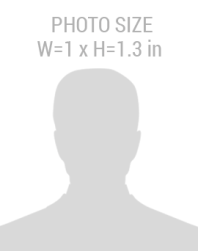 PHOTO SIZE
W=1 x H=1.3 in